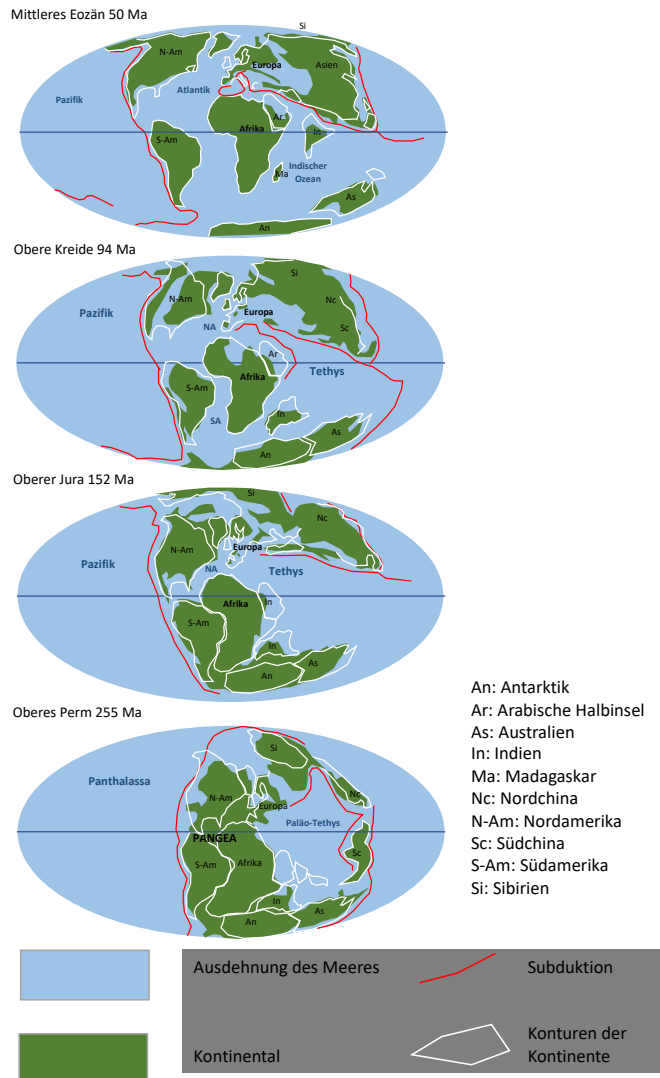 Mittleres Eozän 50 Ma
Si
N-Am
Europa
Asien
Atlantik
Pazifik
Ar
Afrika
In
S-Am
Indischer
Ozean
Ma
As
An
Obere Kreide 94 Ma
Si
Nc
N-Am
Pazifik
Europa
NA
Sc
Ar
Tethys
Afrika
S-Am
In
SA
As
An
Oberer Jura 152 Ma
Si
Nc
N-Am
Europa
Pazifik
NA
Tethys
Afrika
In
S-Am
In
As
An
Oberes Perm 255 Ma
Si
Panthalassa
N-Am
Europa
Nc
Paläo-Tethys
PANGEA
Sc
S-Am
Afrika
In
As
An
An: Antarktik
Ar: Arabische Halbinsel
As: Australien
In: Indien
Ma: Madagaskar
Nc: Nordchina
N-Am: Nordamerika
Sc: Südchina
S-Am: Südamerika
Si: Sibirien
Ausdehnung des Meeres
Subduktion
Kontinental
Konturen der
Kontinente